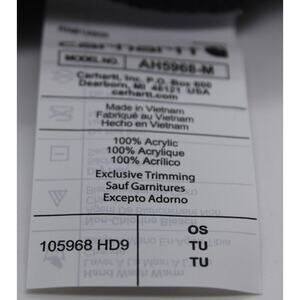 MODEL NO. AH5968-M
Carhartt, Inc. P.O. Box 600
Dearborn, MI 48121 USA
carhartt.com
Made in Vietnam
Fabriqué au Vietnam
Hecho en Vietnam
100% Acrylic
100% Acrylique
100% Acrílico
Exclusive Trimming
Sauf Garnitures
Excepto Adorno
OS
105968 HD9 TU
TU